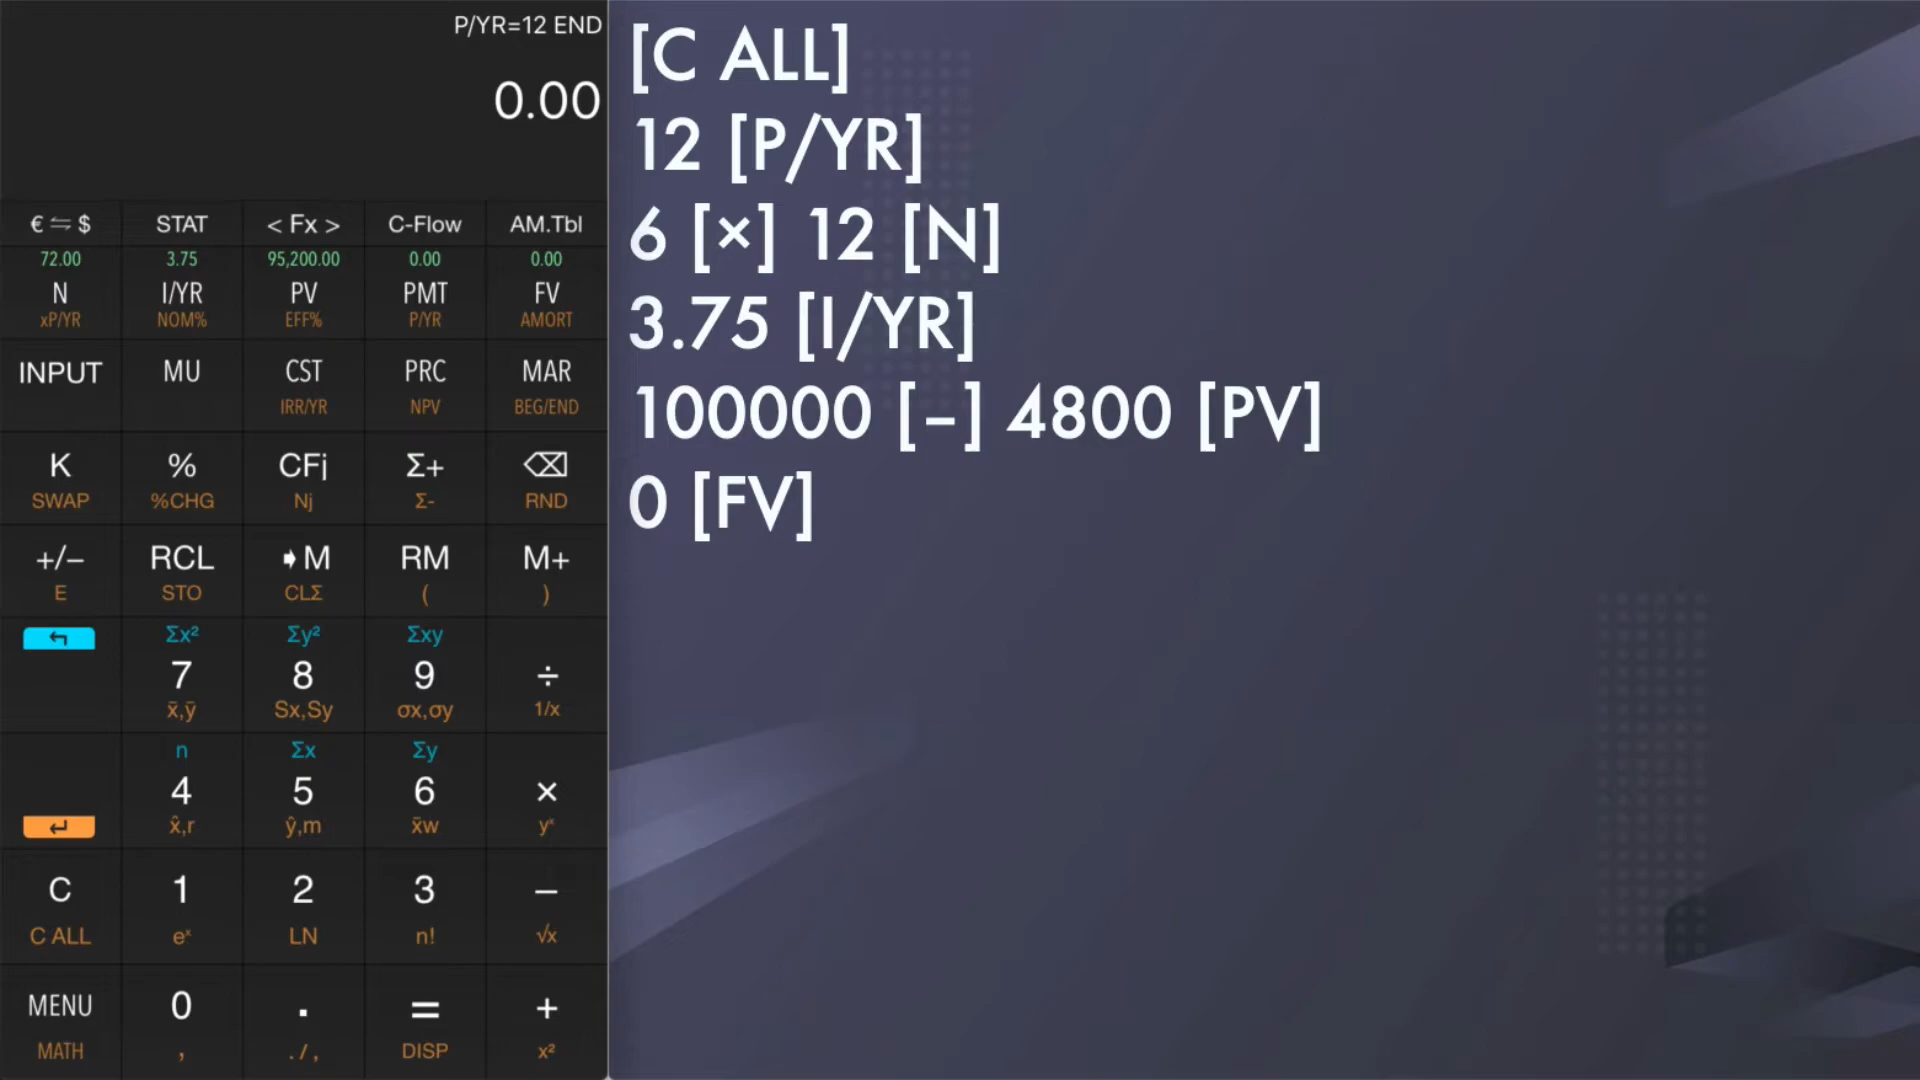 P/YR=12 END
0.00
€ ⇋ $ STAT < Fx > C-Flow AM.Tbl
72.00 3.75 95,200.00 0.00 0.00
N I/YR PV PMT FV
xP/YR NOM% EFF% P/YR AMORT
INPUT MU CST PRC MAR
IRR/YR NPV BEG/END
K % CFj Σ+ ⌫
SWAP %CHG Nj Σ- RND
+/− RCL ➧M RM M+
E STO CLΣ ( )
↰ Σx² Σy² Σxy
7 8 9 ÷
x̄,ȳ Sx,Sy σx,σy 1/x
n Σx Σy
4 5 6 ×
↵ x̂,r ŷ,m x̄w yˣ
C 1 2 3 −
C ALL eˣ LN n! √x
MENU 0 . = +
MATH , ./, DISP x²
[C ALL]
12 [P/YR]
6 [×] 12 [N]
3.75 [I/YR]
100000 [−] 4800 [PV]
0 [FV]